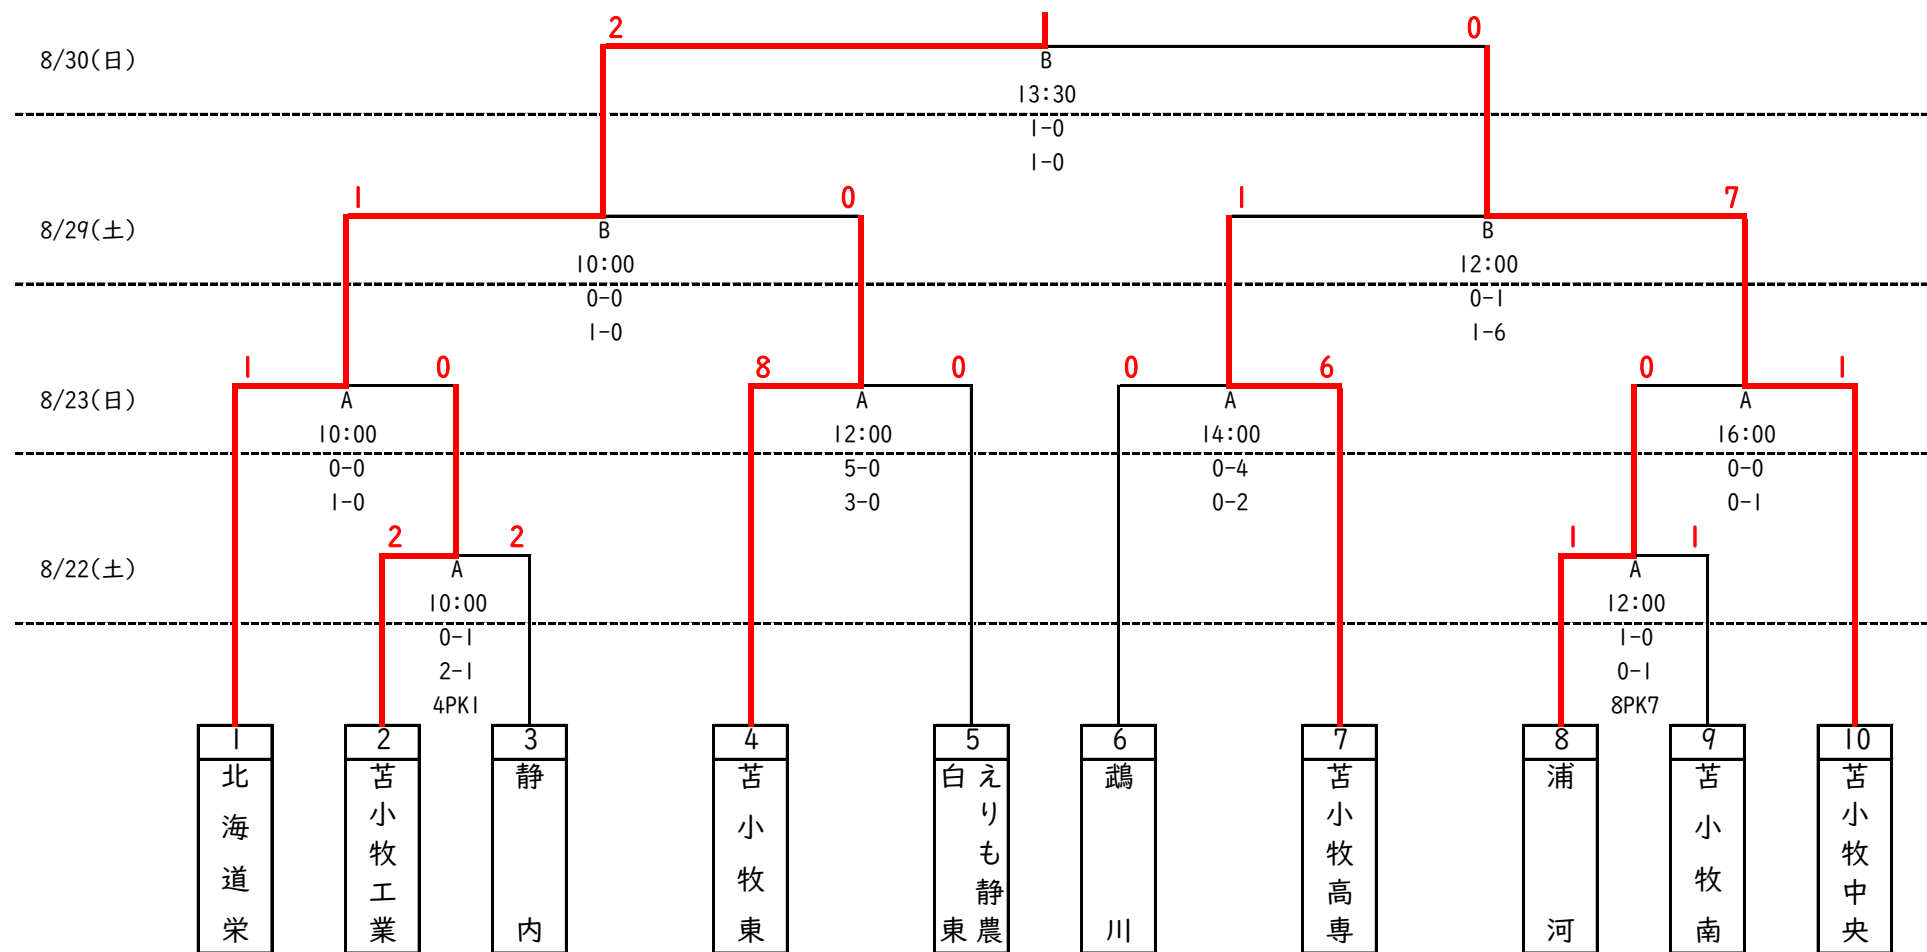 2 0
8/30(日)
B
13:30
1-0
1-0
1 0 1 7
8/29(土)
B B
10:00 12:00
0-0 0-1
1-0 1-6
1 0 8 0 0 6 0 1
8/23(日)
A A A A
10:00 12:00 14:00 16:00
0-0 5-0 0-4 0-0
1-0 3-0 0-2 0-1
2 2 1 1
8/22(土)
A A
10:00 12:00
0-1 1-0
2-1 0-1
4PK1 8PK7
1 2 3 4 5 6 7 8 9 10
北海道栄
苫小牧工業
静内
苫小牧東
えりも静農
白東
鵡川
苫小牧高専
浦河
苫小牧南
苫小牧中央